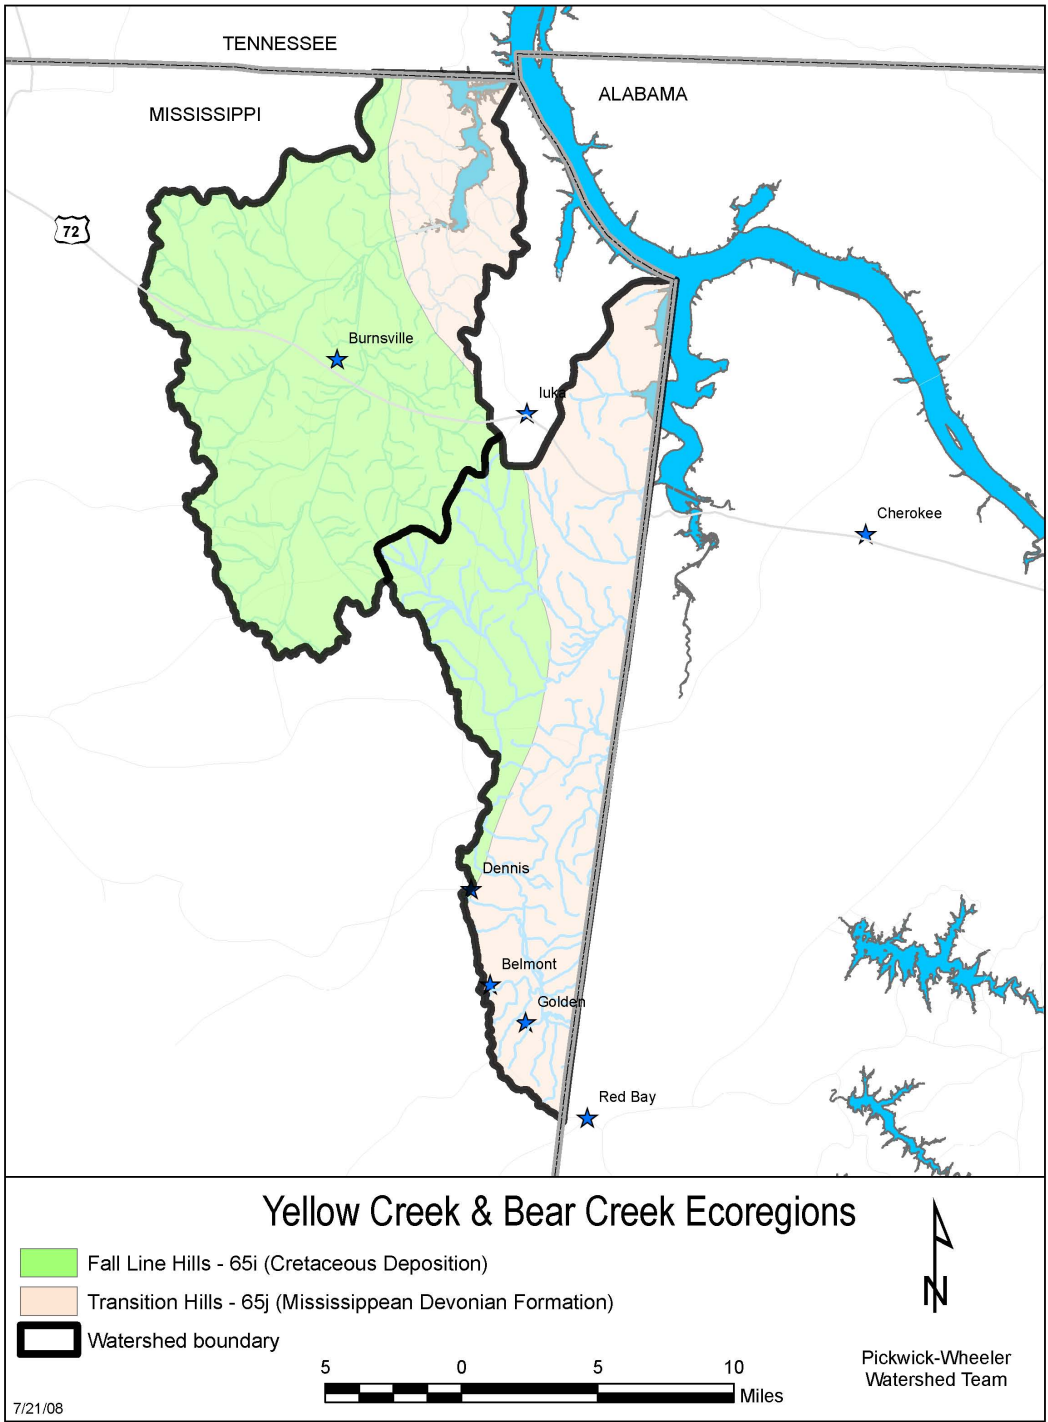 TENNESSEE
MISSISSIPPI
ALABAMA
72
Burnsville
Iuka
Cherokee
Dennis
Belmont
Golden
Red Bay
Yellow Creek & Bear Creek Ecoregions
Fall Line Hills - 65i (Cretaceous Deposition)
Transition Hills - 65j (Mississippean Devonian Formation)
Watershed boundary
N
5 0 5 10
Miles
Pickwick-Wheeler
Watershed Team
7/21/08